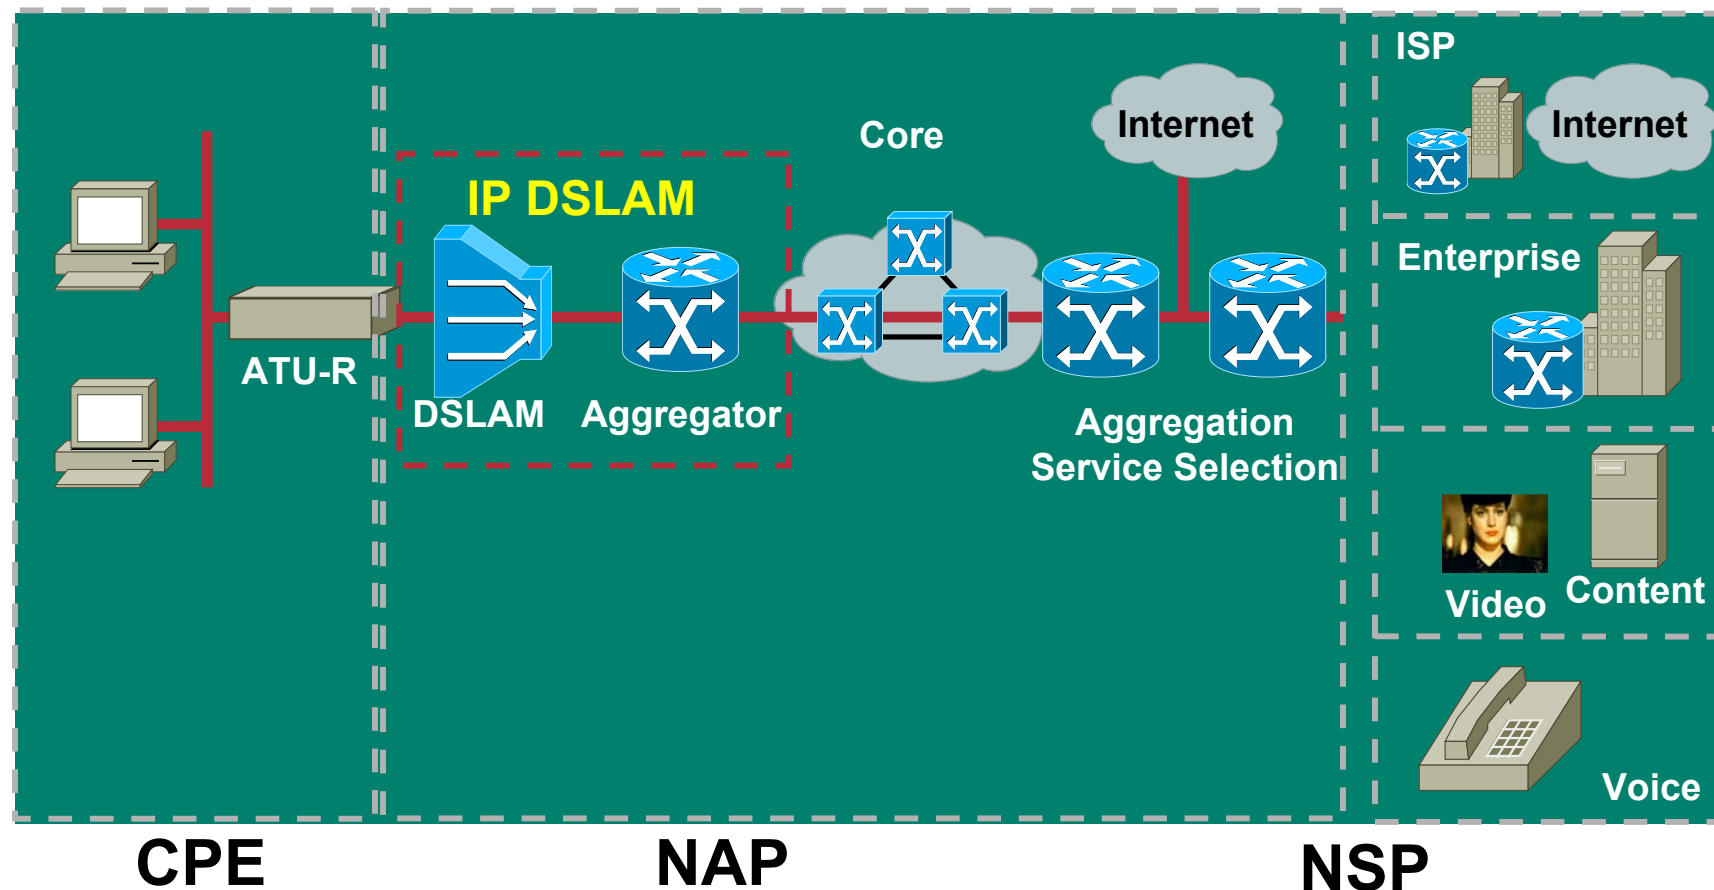 ISP
Internet
Internet
Core
IP DSLAM
Enterprise
ATU-R
DSLAM
Aggregator
Aggregation
Service Selection
Video
Content
Voice
CPE
NAP
NSP